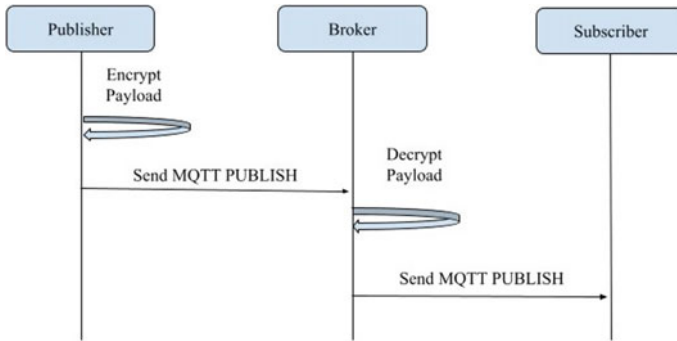 Publisher
Broker
Subscriber
Encrypt
Payload
Send MQTT PUBLISH
Decrypt
Payload
Send MQTT PUBLISH